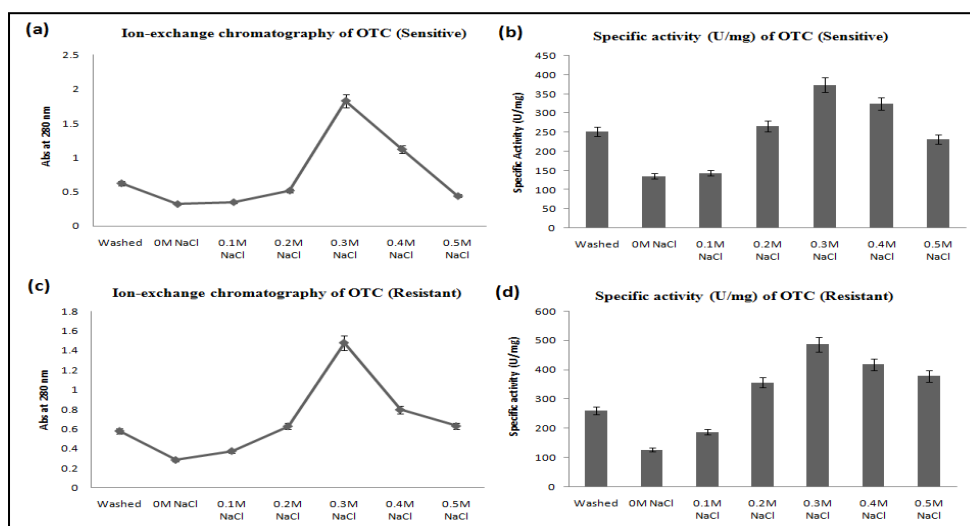 (a)
Ion-exchange chromatography of OTC (Sensitive)
Abs at 280 nm
2.5
2
1.5
1
0.5
0
Washed 0M NaCl 0.1M 0.2M 0.3M 0.4M 0.5M
NaCl NaCl NaCl NaCl NaCl
(b)
Specific activity (U/mg) of OTC (Sensitive)
Specific Activity (U/mg)
450
400
350
300
250
200
150
100
50
0
Washed 0M NaCl 0.1M 0.2M 0.3M 0.4M 0.5M
NaCl NaCl NaCl NaCl NaCl
(c)
Ion-exchange chromatography of OTC (Resistant)
Abs at 280 nm
1.8
1.6
1.4
1.2
1
0.8
0.6
0.4
0.2
0
Washed 0M NaCl 0.1M 0.2M 0.3M 0.4M 0.5M
NaCl NaCl NaCl NaCl NaCl
(d)
Specific activity (U/mg) of OTC (Resistant)
Specific activity (U/mg)
600
500
400
300
200
100
0
Washed 0M NaCl 0.1M 0.2M 0.3M 0.4M 0.5M
NaCl NaCl NaCl NaCl NaCl